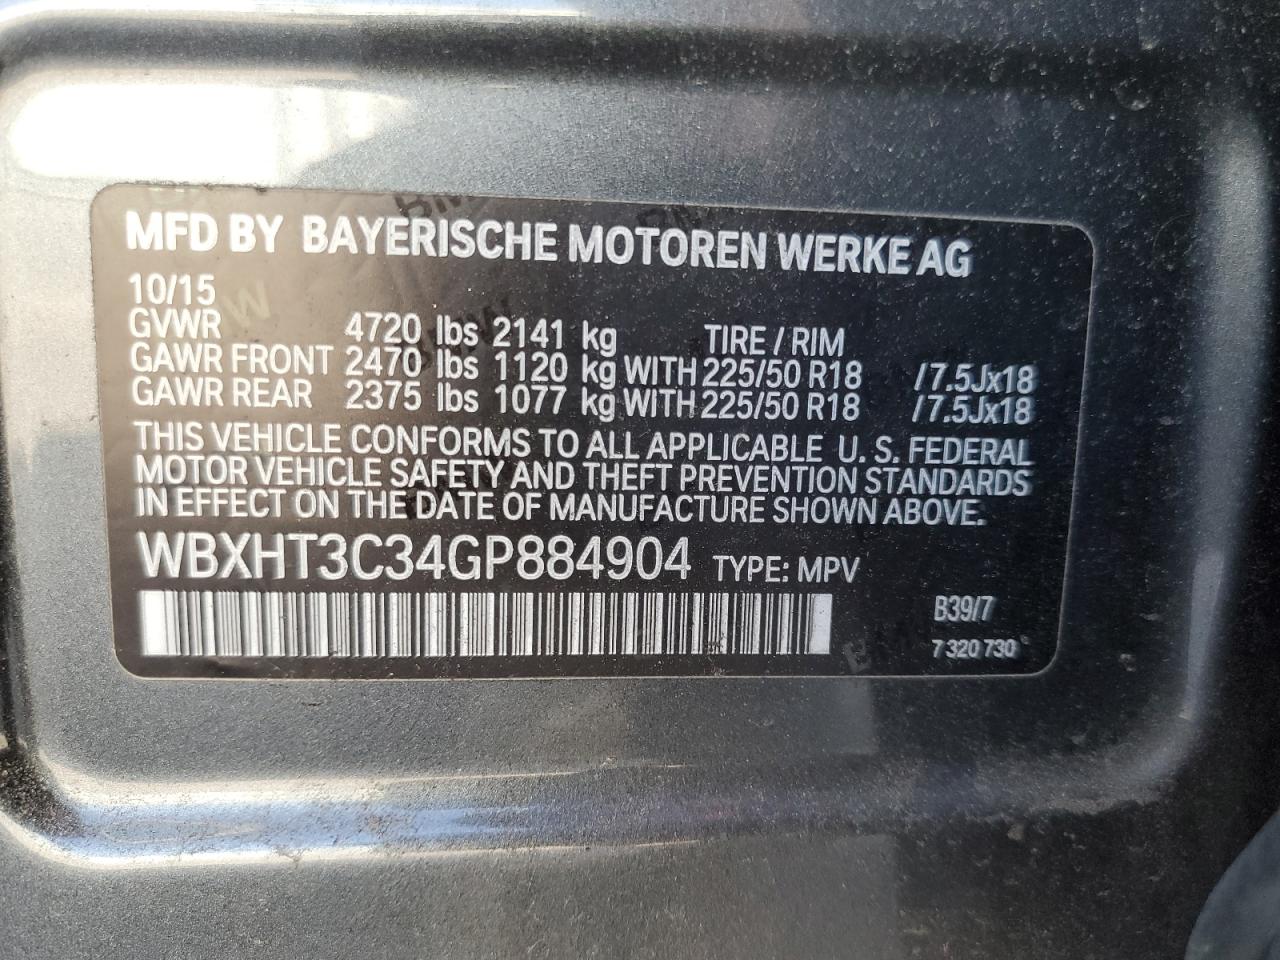 MFD BY BAYERISCHE MOTOREN WERKE AG
10/15
GVWR 4720 lbs 2141 kg TIRE / RIM
GAWR FRONT 2470 lbs 1120 kg WITH 225/50 R18 /7.5Jx18
GAWR REAR 2375 lbs 1077 kg WITH 225/50 R18 /7.5Jx18
THIS VEHICLE CONFORMS TO ALL APPLICABLE U. S. FEDERAL
MOTOR VEHICLE SAFETY AND THEFT PREVENTION STANDARDS
IN EFFECT ON THE DATE OF MANUFACTURE SHOWN ABOVE.
WBXHT3C34GP884904 TYPE: MPV
B39/7
7 320 730